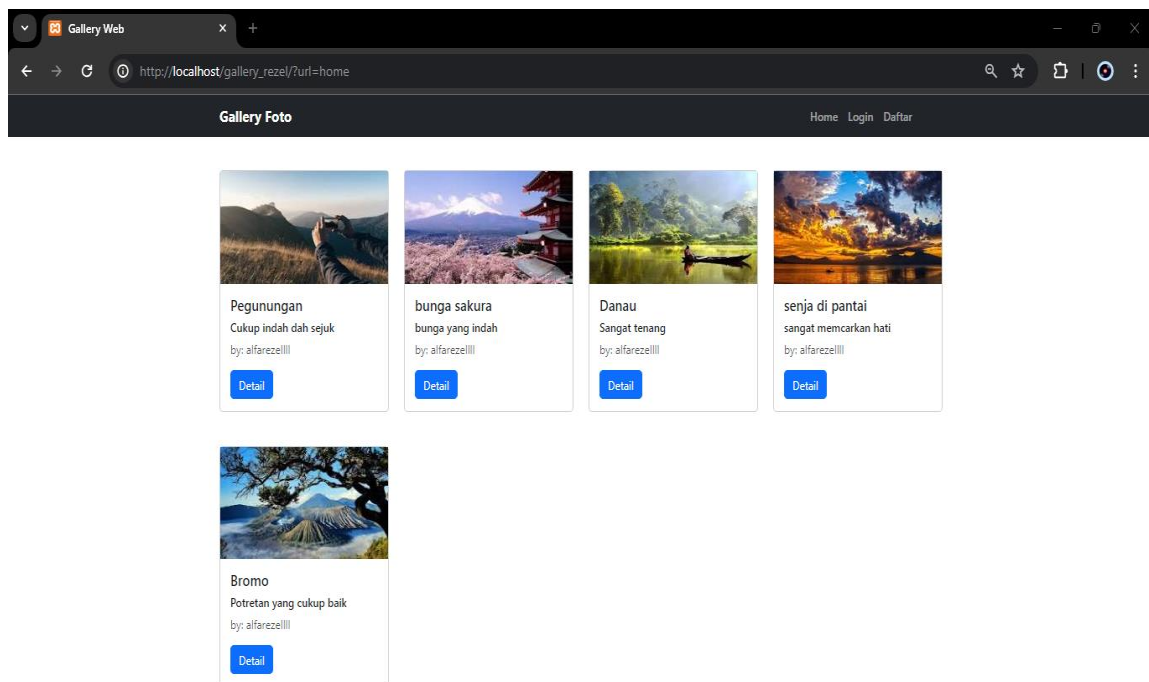 Gallery Web
http://localhost/gallery_rezel/?url=home
Gallery Foto
Home Login Daftar
Pegunungan
Cukup indah dah sejuk
by: alfarezellll
Detail
bunga sakura
bunga yang indah
by: alfarezellll
Detail
Danau
Sangat tenang
by: alfarezellll
Detail
senja di pantai
sangat memcarkan hati
by: alfarezellll
Detail
Bromo
Potretan yang cukup baik
by: alfarezellll
Detail